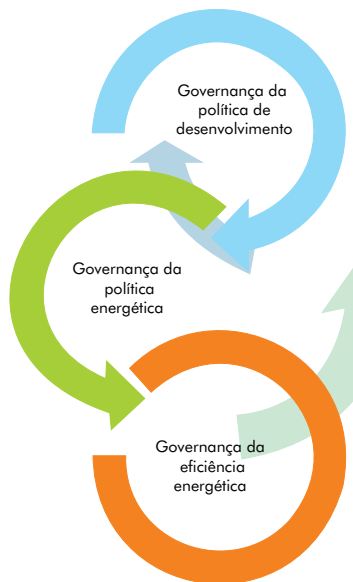 Governança da
política de
desenvolvimento
Governança da
política
energética
Governança da
eficiência
energética